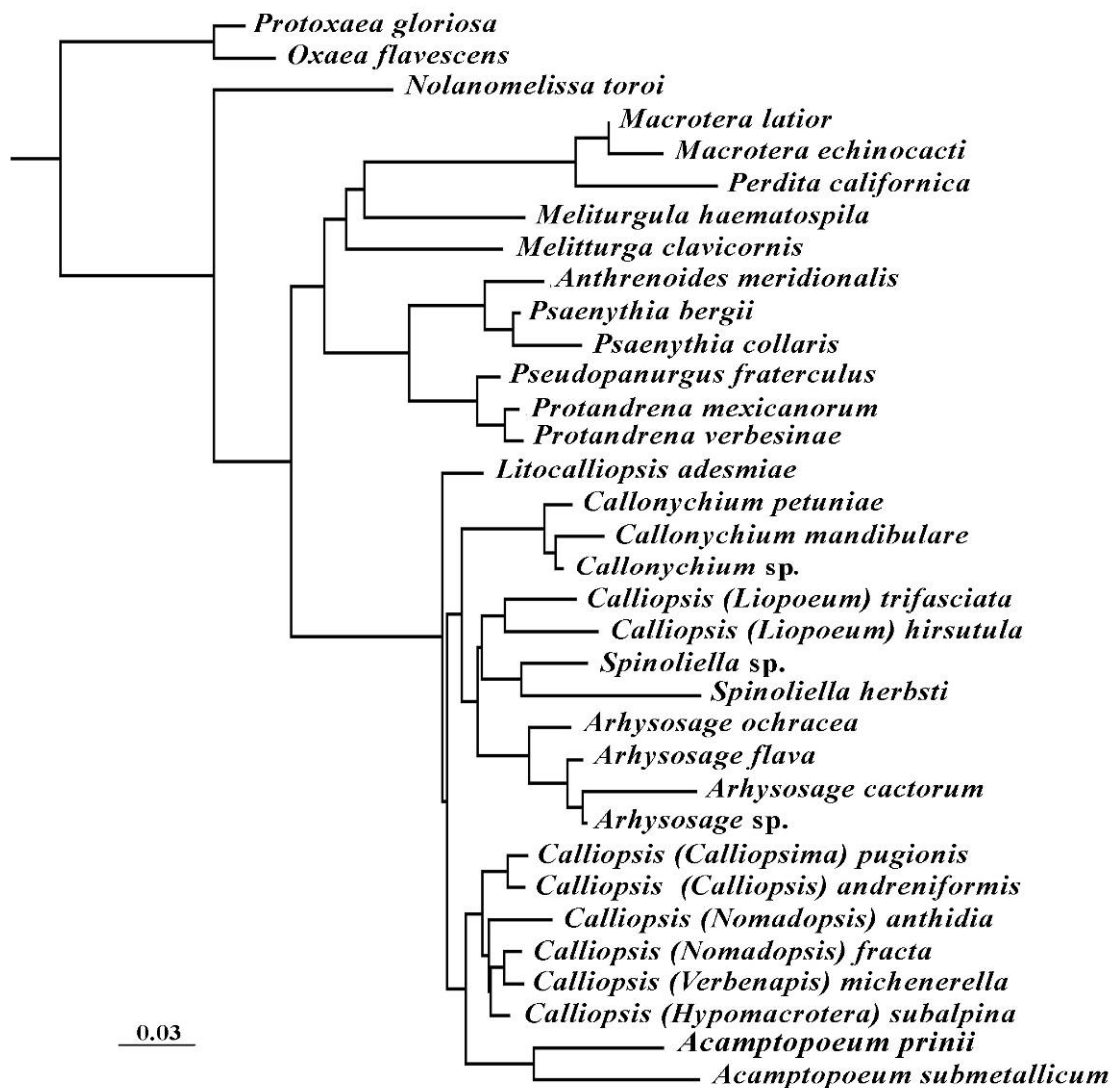 Protoxaea gloriosa
Oxaea flavescens
Nolanomelissa toroi
Macrotera latior
Macrotera echinocacti
Perdita californica
Meliturgula haematospila
Melitturga clavicornis
Anthrenoides meridionalis
Psaenythia bergii
Psaenythia collaris
Pseudopanurgus fraterculus
Protandrena mexicanorum
Protandrena verbesinae
Litocalliopsis adesmiae
Callonychium petuniae
Callonychium mandibulare
Callonychium sp.
Calliopsis (Liopoeum) trifasciata
Calliopsis (Liopoeum) hirsutula
Spinoliella sp.
Spinoliella herbsti
Arhysosage ochracea
Arhysosage flava
Arhysosage cactorum
Arhysosage sp.
Calliopsis (Calliopsima) pugionis
Calliopsis (Calliopsis) andreniformis
Calliopsis (Nomadopsis) anthidia
Calliopsis (Nomadopsis) fracta
Calliopsis (Verbenapis) michenerella
Calliopsis (Hypomacrotera) subalpina
Acamptopoeum prinii
Acamptopoeum submetallicum
0.03